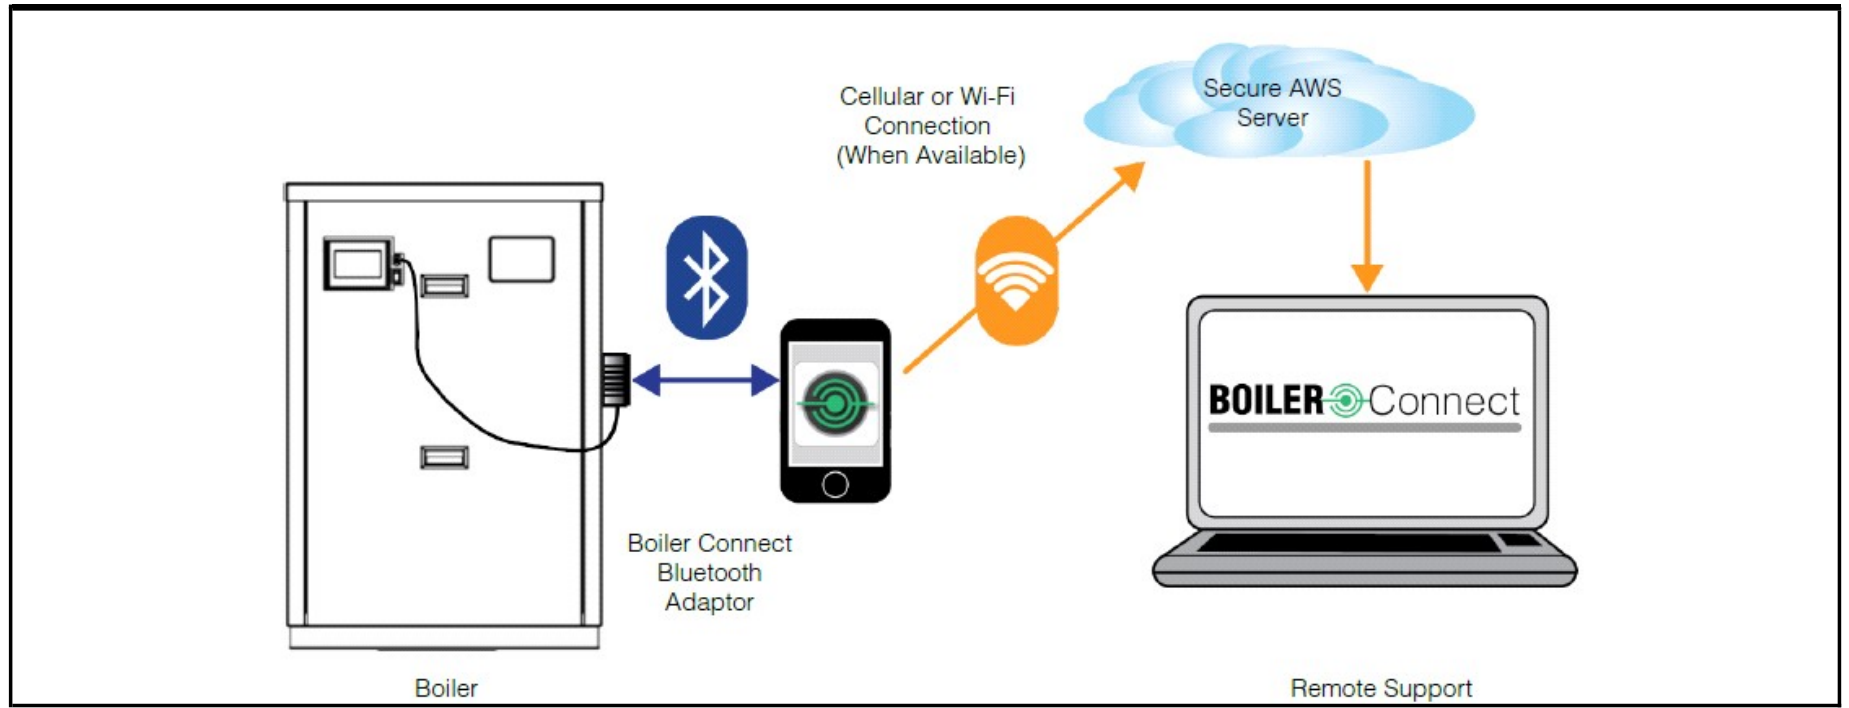 Cellular or Wi-Fi
Connection
(When Available)
Secure AWS
Server
BOILER Connect
Boiler Connect
Bluetooth
Adaptor
Boiler
Remote Support